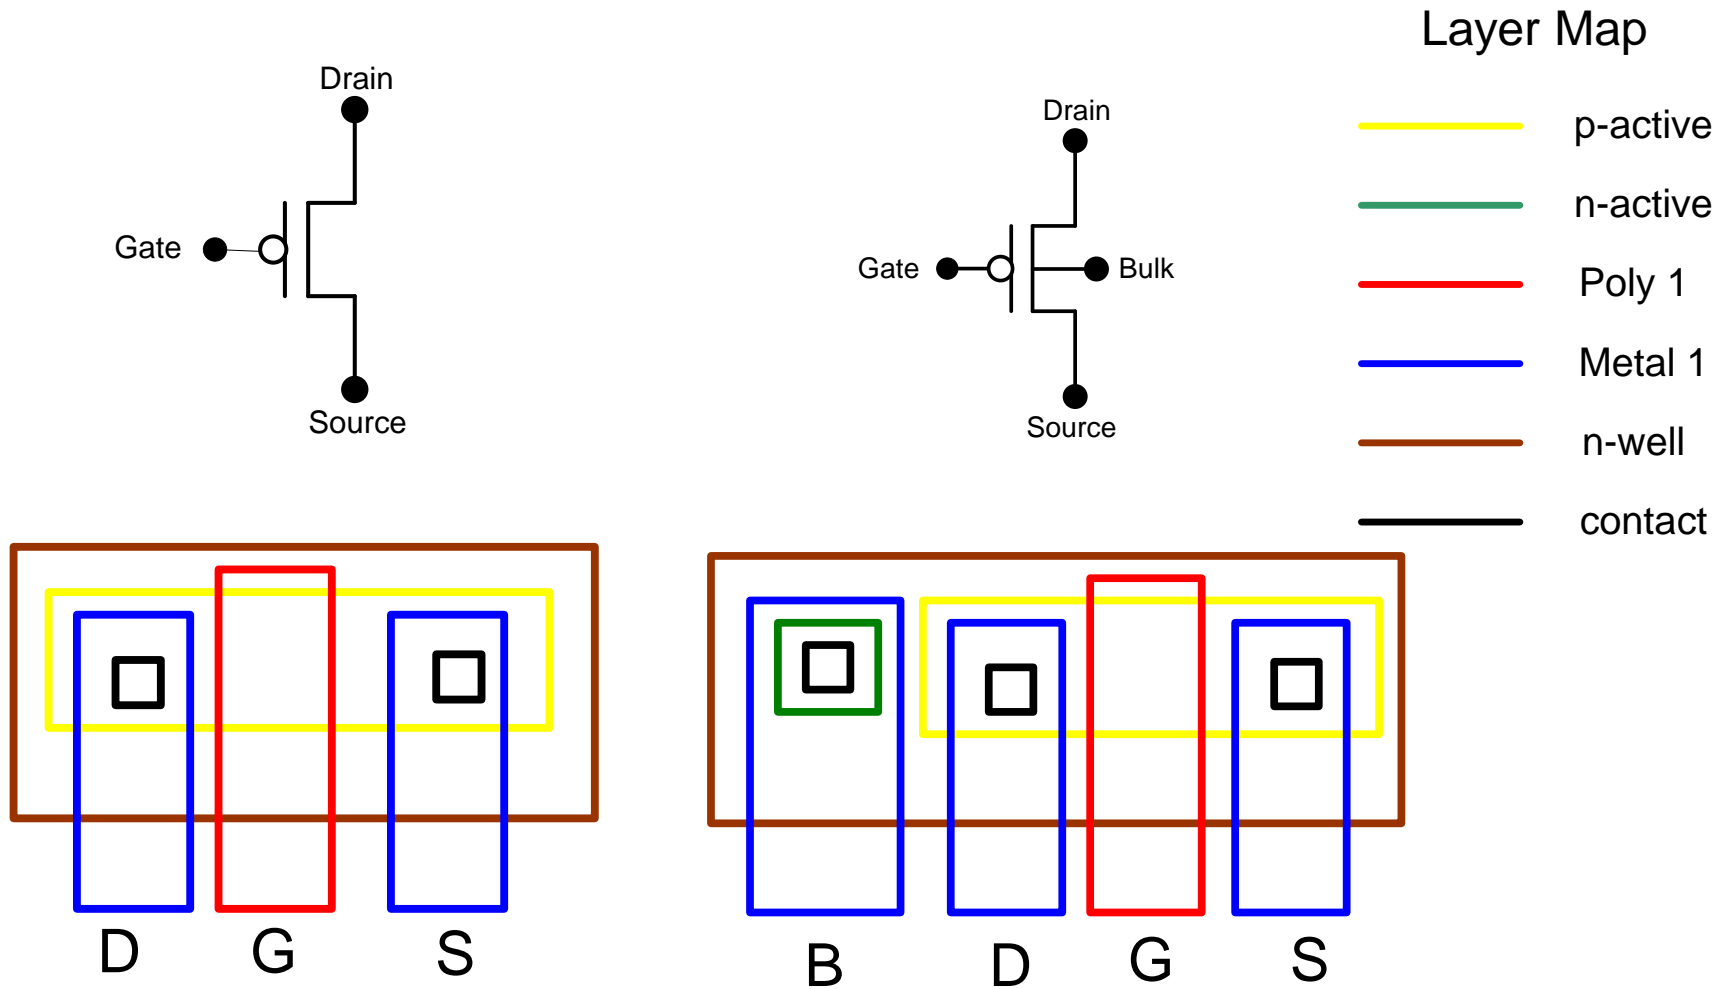 Layer Map
Drain
Gate
Source
Drain
Gate
Bulk
Source
p-active
n-active
Poly 1
Metal 1
n-well
contact
D G S
B D G S